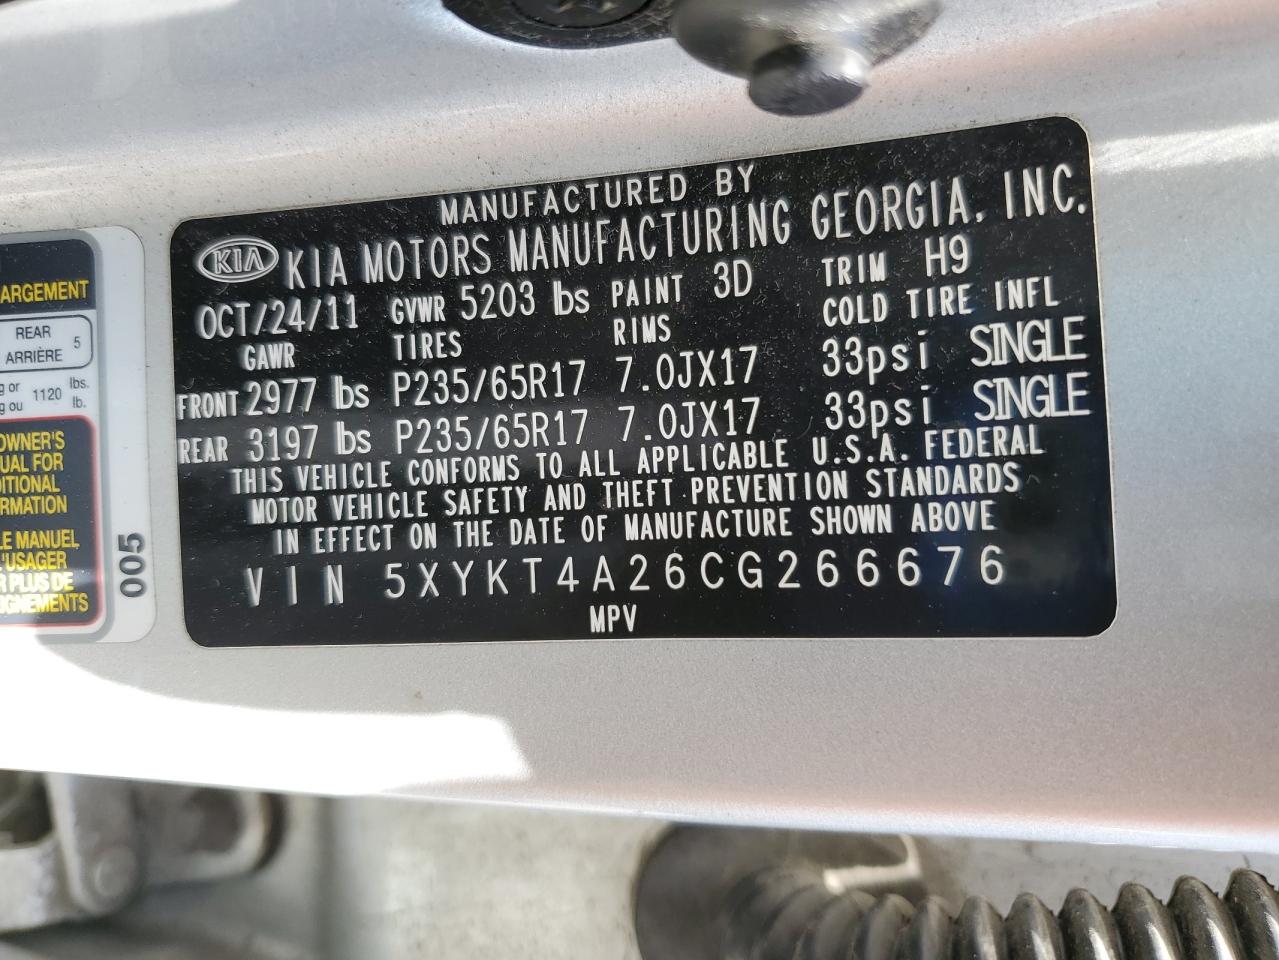 MANUFACTURED BY
KIA KIA MOTORS MANUFACTURING GEORGIA, INC.
OCT/24/11 GVWR 5203 lbs PAINT 3D TRIM H9
GAWR TIRES RIMS COLD TIRE INFL
FRONT 2977 lbs P235/65R17 7.0JX17 33psi SINGLE
REAR 3197 lbs P235/65R17 7.0JX17 33psi SINGLE
THIS VEHICLE CONFORMS TO ALL APPLICABLE U.S.A. FEDERAL
MOTOR VEHICLE SAFETY AND THEFT PREVENTION STANDARDS
IN EFFECT ON THE DATE OF MANUFACTURE SHOWN ABOVE
VIN 5XYKT4A26CG266676
MPV
ARGEMENT
REAR 5
ARRIÈRE
g or 1120 lbs.
g ou lb.
OWNER'S
UAL FOR
DITIONAL
RMATION
LE MANUEL
L'USAGER
R PLUS DE
IGNEMENTS
005